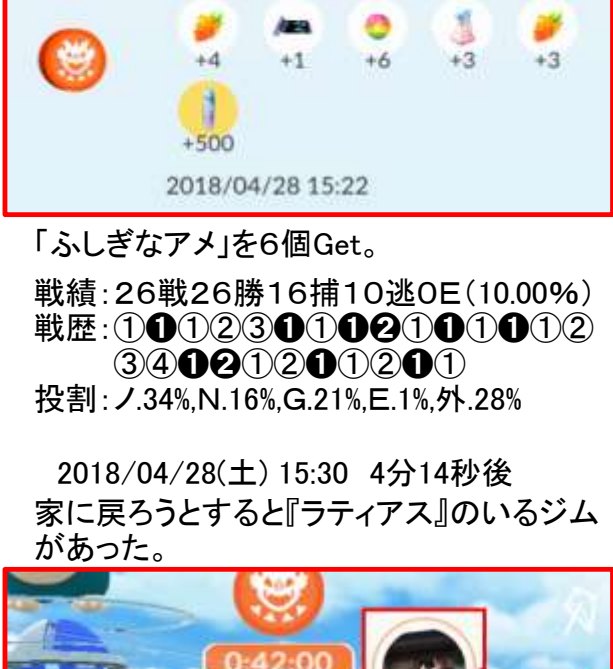 +4 +1 +6 +3 +3
+500
2018/04/28 15:22
「ふしぎなアメ」を6個Get。
戦績：26戦26勝16捕10逃0E(10.00%)
戦歴：①❶①②③❶①❶❷①❶①❶①②
③④❶❷①②❶①②❶①
投割：ノ.34%,N.16%,G.21%,E.1%,外.28%
2018/04/28(土) 15:30 4分14秒後
家に戻ろうとすると『ラティアス』のいるジム
があった。
0:42:00